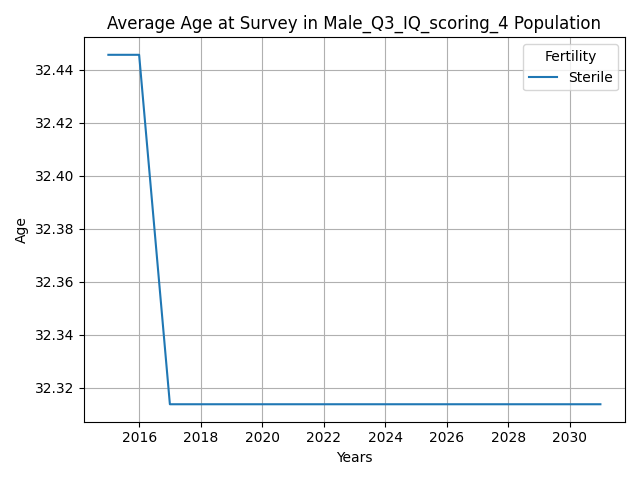 Average Age at Survey in Male_Q3_IQ_scoring_4 Population
Fertility
Sterile
32.44
32.42
32.40
32.38
32.36
32.34
32.32
Age
2016 2018 2020 2022 2024 2026 2028 2030
Years